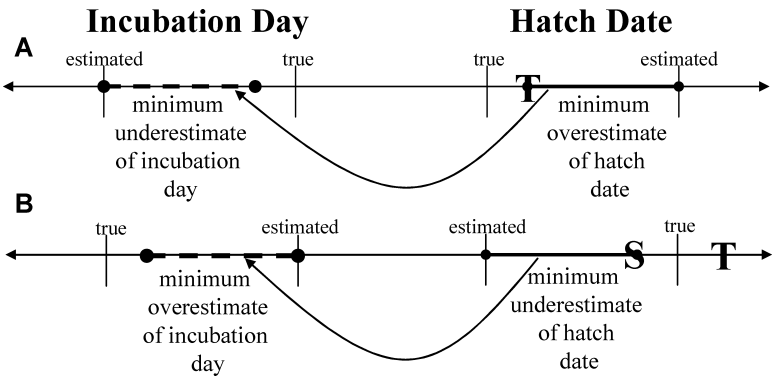 Incubation Day
Hatch Date
A
estimated
true
true
estimated
T
minimum
underestimate
of incubation
day
minimum
overestimate
of hatch
date
B
true
estimated
estimated
true
S
T
minimum
overestimate
of incubation
day
minimum
underestimate
of hatch
date